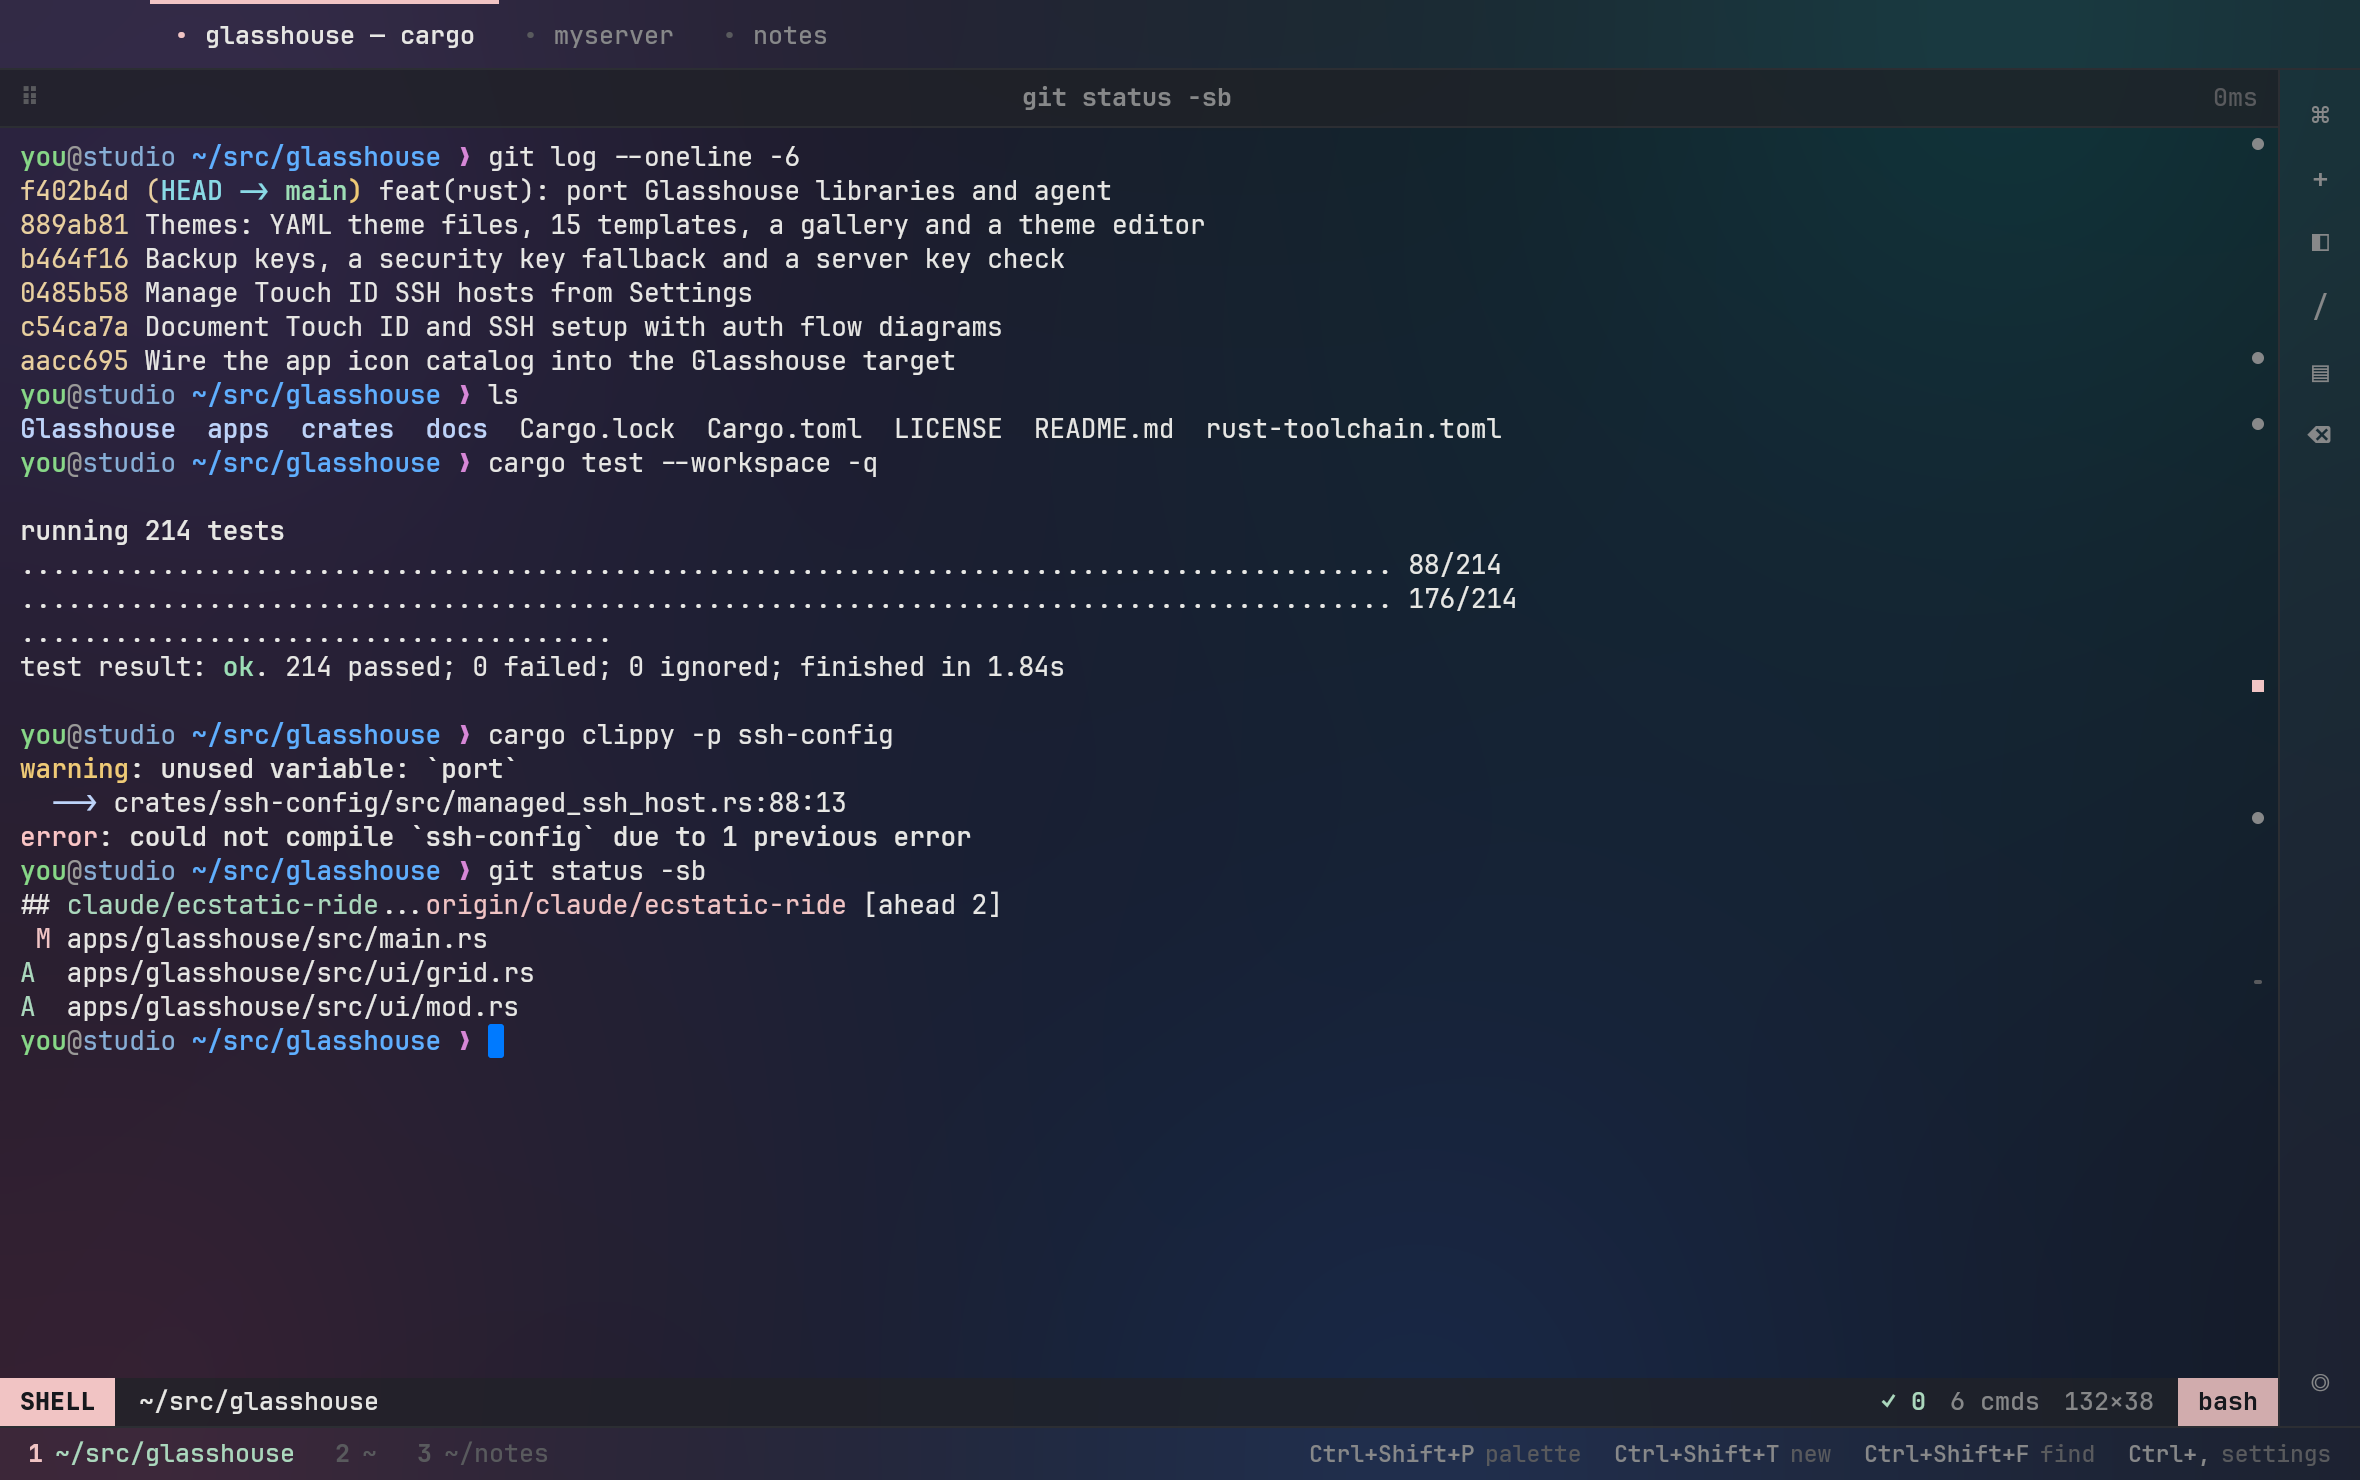 • glasshouse — cargo • myserver • notes
git status -sb 0ms
you@studio ~/src/glasshouse ❯ git log --oneline -6
f402b4d (HEAD -> main) feat(rust): port Glasshouse libraries and agent
889ab81 Themes: YAML theme files, 15 templates, a gallery and a theme editor
b464f16 Backup keys, a security key fallback and a server key check
0485b58 Manage Touch ID SSH hosts from Settings
c54ca7a Document Touch ID and SSH setup with auth flow diagrams
aacc695 Wire the app icon catalog into the Glasshouse target
you@studio ~/src/glasshouse ❯ ls
Glasshouse  apps  crates  docs  Cargo.lock  Cargo.toml  LICENSE  README.md  rust-toolchain.toml
you@studio ~/src/glasshouse ❯ cargo test --workspace -q
running 214 tests
........................................................................................ 88/214
........................................................................................ 176/214
......................................
test result: ok. 214 passed; 0 failed; 0 ignored; finished in 1.84s
you@studio ~/src/glasshouse ❯ cargo clippy -p ssh-config
warning: unused variable: `port`
  --> crates/ssh-config/src/managed_ssh_host.rs:88:13
error: could not compile `ssh-config` due to 1 previous error
you@studio ~/src/glasshouse ❯ git status -sb
## claude/ecstatic-ride...origin/claude/ecstatic-ride [ahead 2]
 M apps/glasshouse/src/main.rs
A  apps/glasshouse/src/ui/grid.rs
A  apps/glasshouse/src/ui/mod.rs
you@studio ~/src/glasshouse ❯
SHELL ~/src/glasshouse ✓ 0 6 cmds 132×38 bash
1 ~/src/glasshouse 2 ~ 3 ~/notes Ctrl+Shift+P palette Ctrl+Shift+T new Ctrl+Shift+F find Ctrl+, settings